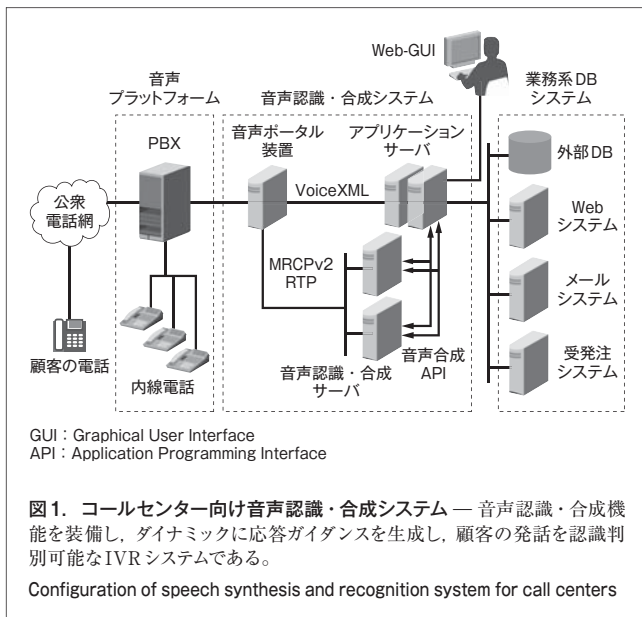 Web-GUI
音声
プラットフォーム
音声認識・合成システム
業務系DB
システム
PBX
音声ポータル
装置
アプリケーション
サーバ
外部DB
公衆
電話網
VoiceXML
Web
システム
MRCPv2
RTP
メール
システム
顧客の電話
内線電話
音声認識・合成
サーバ
音声合成
API
受発注
システム
GUI:Graphical User Interface
API:Application Programming Interface
図1. コールセンター向け音声認識・合成システム — 音声認識・合成機
能を装備し,ダイナミックに応答ガイダンスを生成し,顧客の発話を認識判
別可能なIVRシステムである。
Configuration of speech synthesis and recognition system for call centers